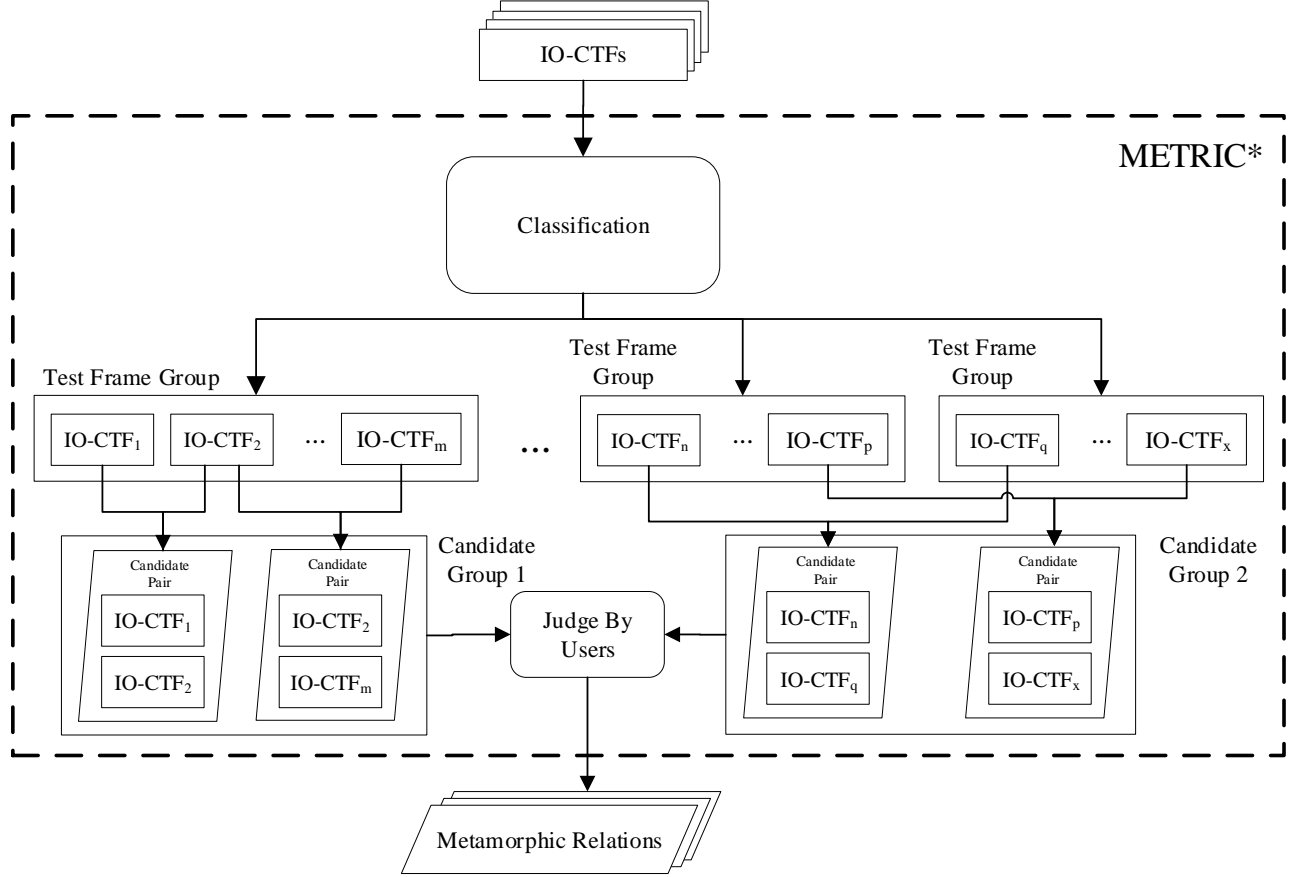 IO-CTFs
METRIC*
Classification
Test Frame Group
Test Frame
Group
Test Frame
Group
IO-CTF₁
IO-CTF₂
...
IO-CTFₘ
...
IO-CTFₙ
...
IO-CTFₚ
IO-CTF_q
...
IO-CTFₓ
Candidate
Group 1
Candidate
Group 2
Candidate
Pair
IO-CTF₁
IO-CTF₂
Candidate
Pair
IO-CTF₂
IO-CTFₘ
Judge By
Users
Candidate
Pair
IO-CTFₙ
IO-CTF_q
Candidate
Pair
IO-CTFₚ
IO-CTFₓ
Metamorphic Relations